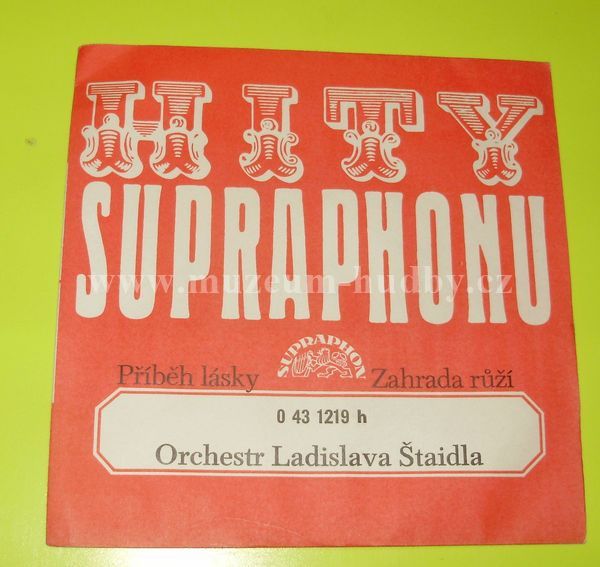 HITY
SUPRAPHONU
www.muzeum-hudby.cz
SUPRAPHON
Příběh lásky Zahrada růží
0 43 1219 h
Orchestr Ladislava Štaidla